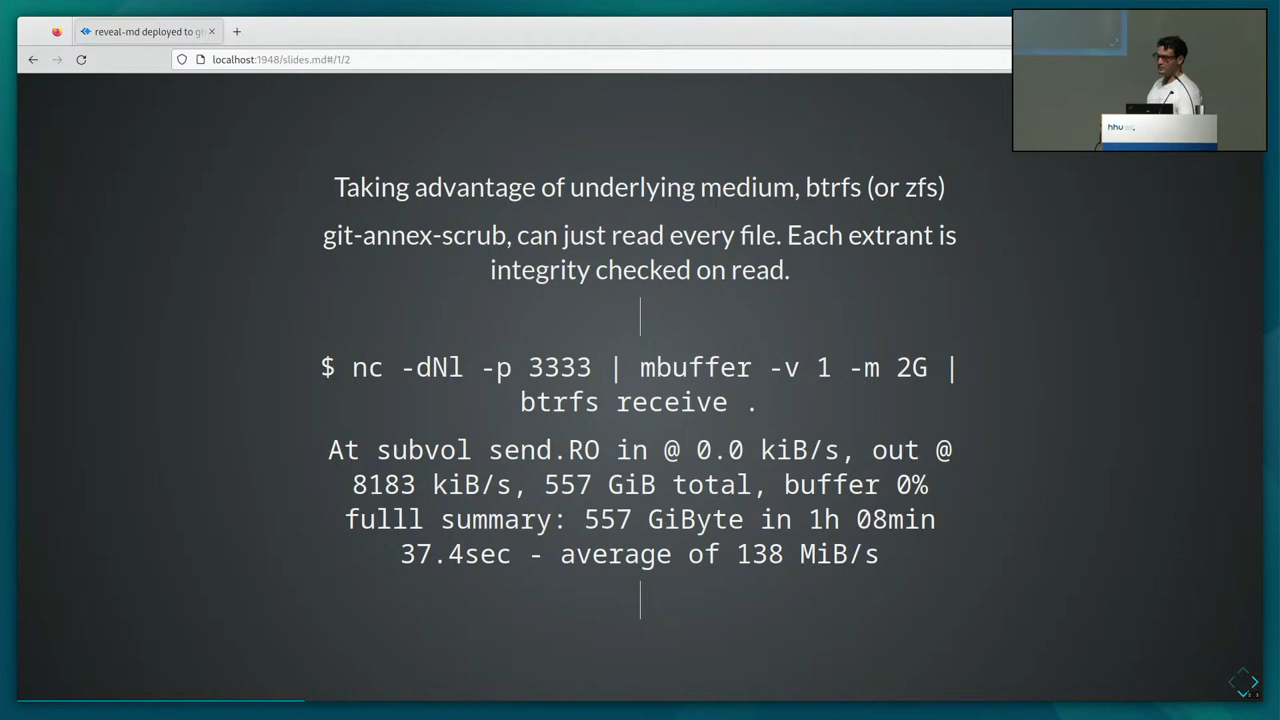 reveal-md deployed to gi
localhost:1948/slides.md#/1/2
hhu
Taking advantage of underlying medium, btrfs (or zfs)
git-annex-scrub, can just read every file. Each extrant is
integrity checked on read.
$ nc -dNl -p 3333 | mbuffer -v 1 -m 2G |
btrfs receive .
At subvol send.RO in @ 0.0 kiB/s, out @
8183 kiB/s, 557 GiB total, buffer 0%
fulll summary: 557 GiByte in 1h 08min
37.4sec - average of 138 MiB/s